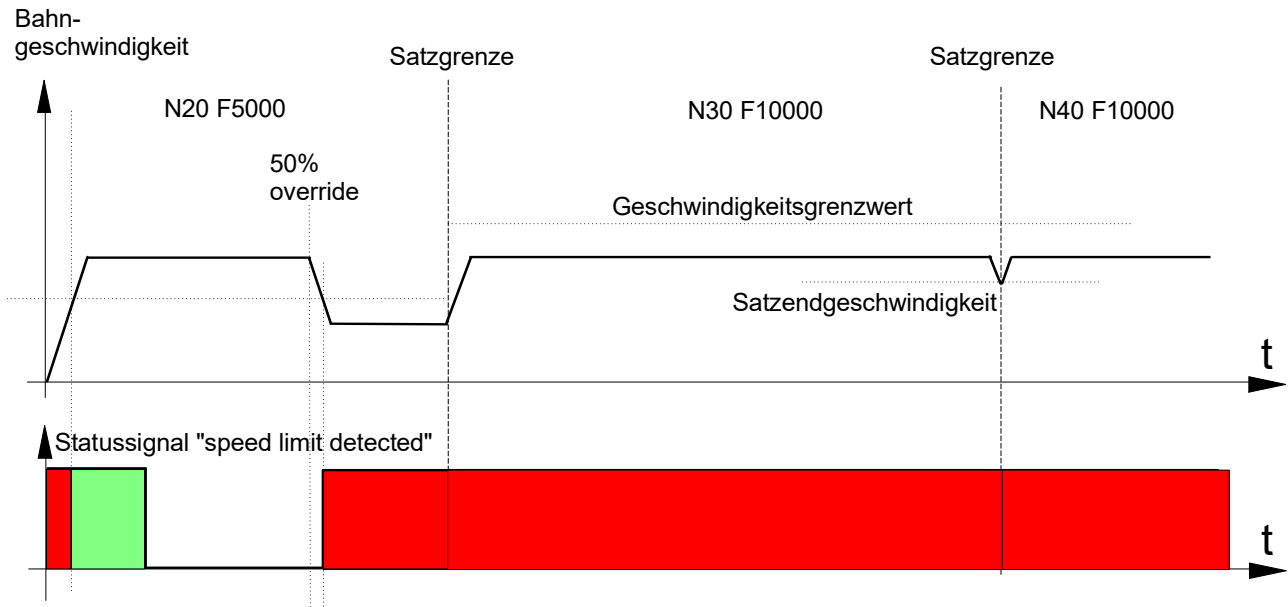 Bahn-
geschwindigkeit
Satzgrenze
Satzgrenze
N20 F5000
N30 F10000
N40 F10000
50%
override
Geschwindigkeitsgrenzwert
Satzendgeschwindigkeit
t
Statussignal "speed limit detected"
t